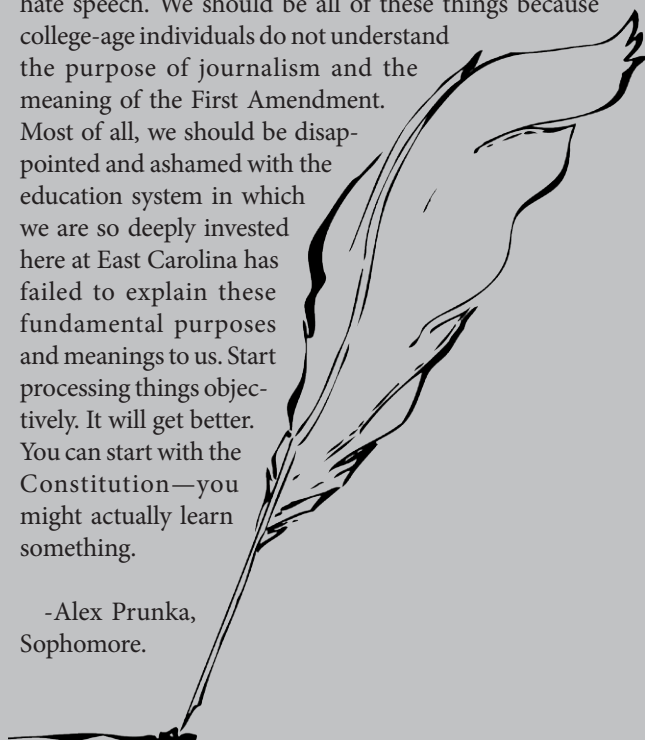 hate speech. We should be all of these things because
college-age individuals do not understand
the purpose of journalism and the
meaning of the First Amendment.
Most of all, we should be disap-
pointed and ashamed with the
education system in which
we are so deeply invested
here at East Carolina has
failed to explain these
fundamental purposes
and meanings to us. Start
processing things objec-
tively. It will get better.
You can start with the
Constitution—you
might actually learn
something.
-Alex Prunka,
Sophomore.